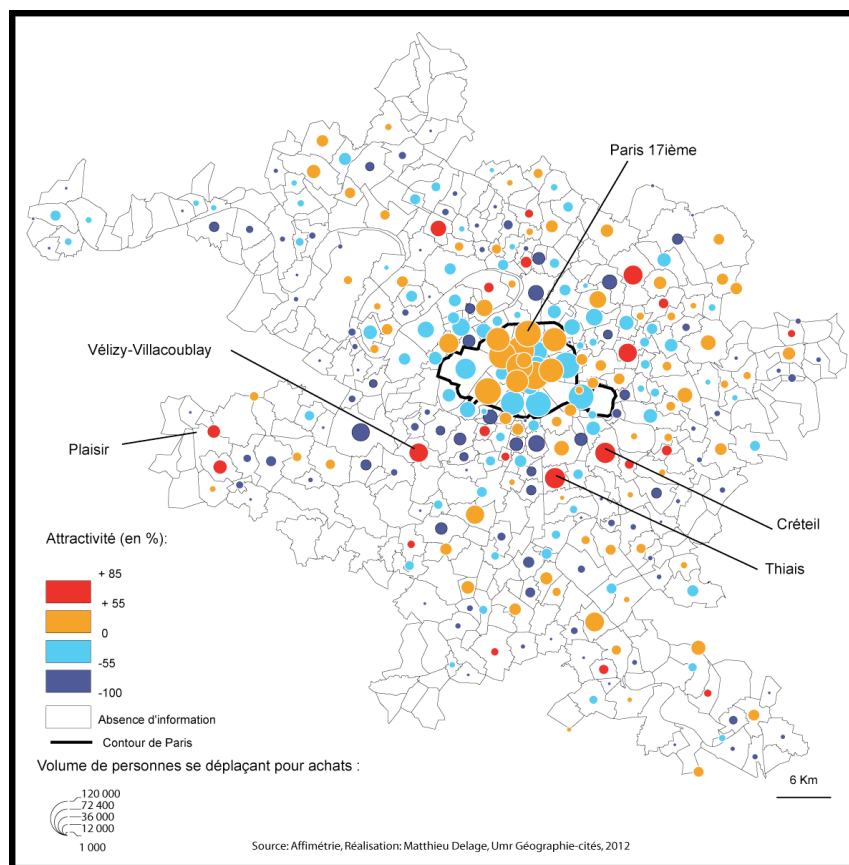 Paris 17ième
Vélizy-Villacoublay
Plaisir
Créteil
Thiais
Attractivité (en %):
+ 85
+ 55
0
-55
-100
Absence d'information
Contour de Paris
Volume de personnes se déplaçant pour achats :
120 000
72 400
36 000
12 000
1 000
6 Km
Source: Affimétrie, Réalisation: Matthieu Delage, Umr Géographie-cités, 2012